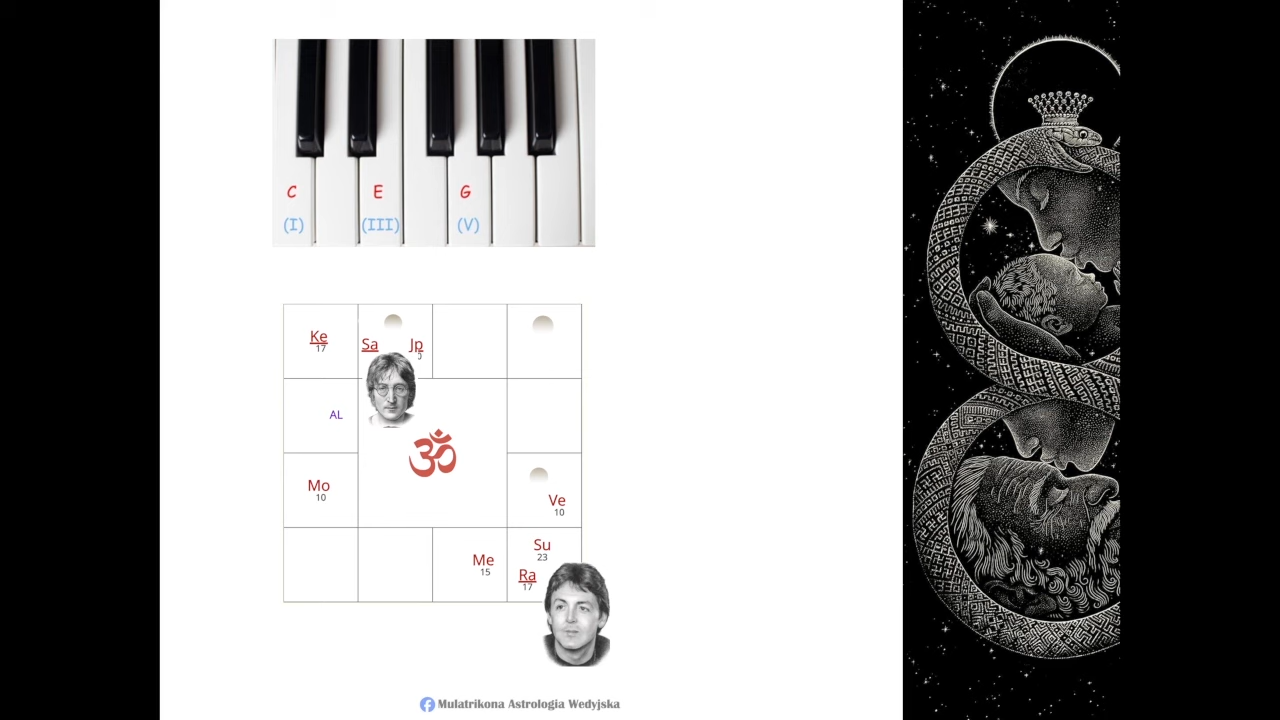 C E G
(I) (III) (V)
Ke
17
Sa Jp
AL
ॐ
Mo
10
Ve
10
Su
23
Me
15
Ra
17
Mulatrikona Astrologia Wedyjska